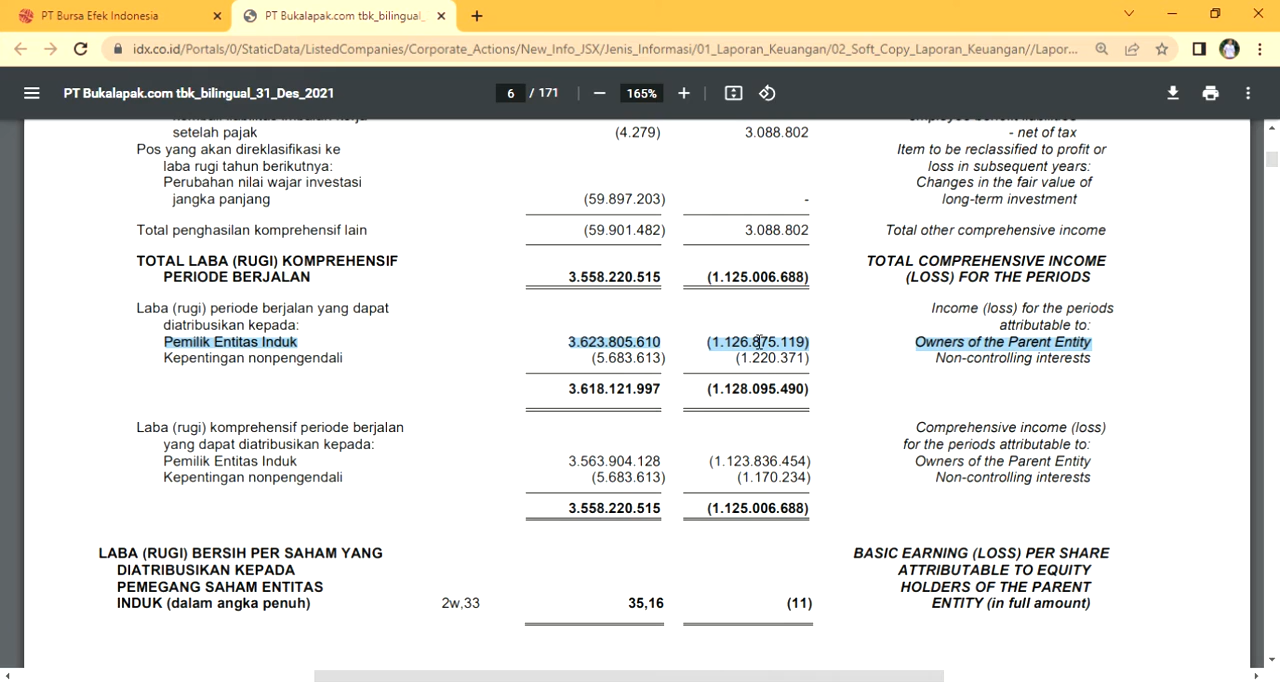 PT Bursa Efek Indonesia
PT Bukalapak.com tbk_bilingual_
idx.co.id/Portals/0/StaticData/ListedCompanies/Corporate_Actions/New_Info_JSX/Jenis_Informasi/01_Laporan_Keuangan/02_Soft_Copy_Laporan_Keuangan//Lapor...
PT Bukalapak.com tbk_bilingual_31_Des_2021 6 / 171 165%
setelah pajak (4.279) 3.088.802 - net of tax
Pos yang akan direklasifikasi ke Item to be reclassified to profit or
laba rugi tahun berikutnya: loss in subsequent years:
Perubahan nilai wajar investasi Changes in the fair value of
jangka panjang (59.897.203) - long-term investment
Total penghasilan komprehensif lain (59.901.482) 3.088.802 Total other comprehensive income
TOTAL LABA (RUGI) KOMPREHENSIF TOTAL COMPREHENSIVE INCOME
PERIODE BERJALAN 3.558.220.515 (1.125.006.688) (LOSS) FOR THE PERIODS
Laba (rugi) periode berjalan yang dapat Income (loss) for the periods
diatribusikan kepada: attributable to:
Pemilik Entitas Induk 3.623.805.610 (1.126.875.119) Owners of the Parent Entity
Kepentingan nonpengendali (5.683.613) (1.220.371) Non-controlling interests
3.618.121.997 (1.128.095.490)
Laba (rugi) komprehensif periode berjalan Comprehensive income (loss)
yang dapat diatribusikan kepada: for the periods attributable to:
Pemilik Entitas Induk 3.563.904.128 (1.123.836.454) Owners of the Parent Entity
Kepentingan nonpengendali (5.683.613) (1.170.234) Non-controlling interests
3.558.220.515 (1.125.006.688)
LABA (RUGI) BERSIH PER SAHAM YANG BASIC EARNING (LOSS) PER SHARE
DIATRIBUSIKAN KEPADA ATTRIBUTABLE TO EQUITY
PEMEGANG SAHAM ENTITAS HOLDERS OF THE PARENT
INDUK (dalam angka penuh) 2w,33 35,16 (11) ENTITY (in full amount)